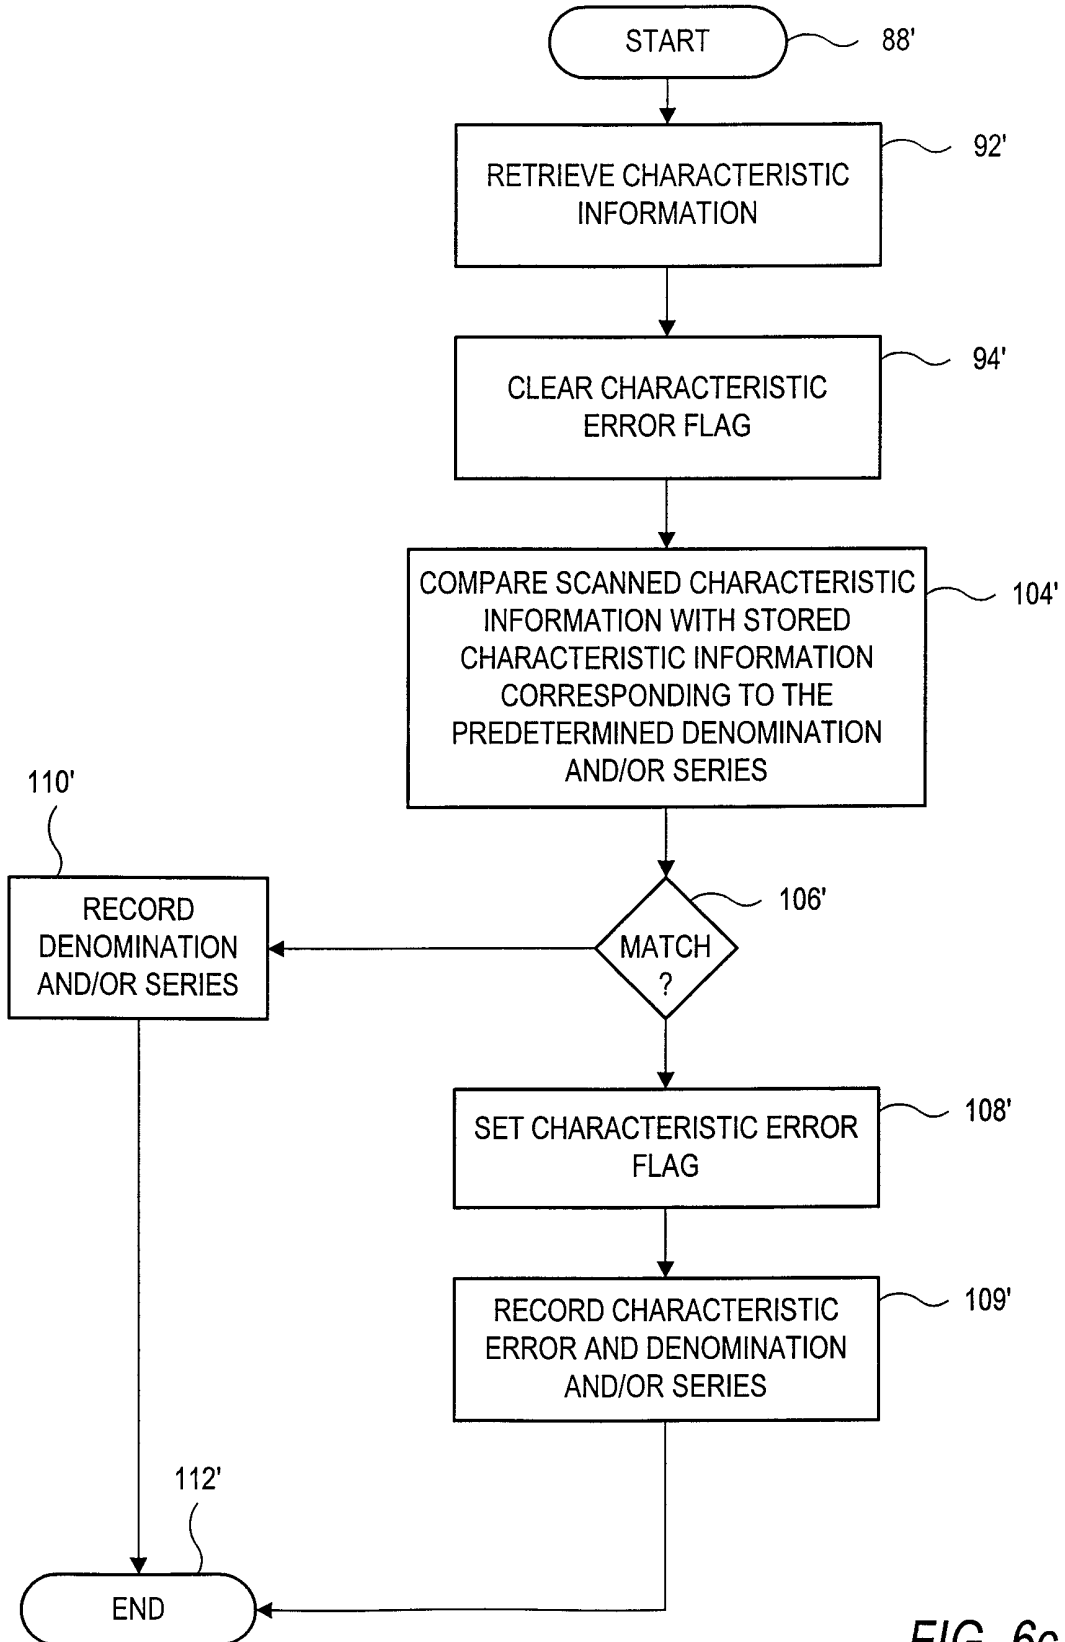 START
88'
RETRIEVE CHARACTERISTIC
INFORMATION
92'
CLEAR CHARACTERISTIC
ERROR FLAG
94'
COMPARE SCANNED CHARACTERISTIC
INFORMATION WITH STORED
CHARACTERISTIC INFORMATION
CORRESPONDING TO THE
PREDETERMINED DENOMINATION
AND/OR SERIES
104'
110'
RECORD
DENOMINATION
AND/OR SERIES
MATCH
?
106'
SET CHARACTERISTIC ERROR
FLAG
108'
RECORD CHARACTERISTIC
ERROR AND DENOMINATION
AND/OR SERIES
109'
112'
END
FIG. 6c